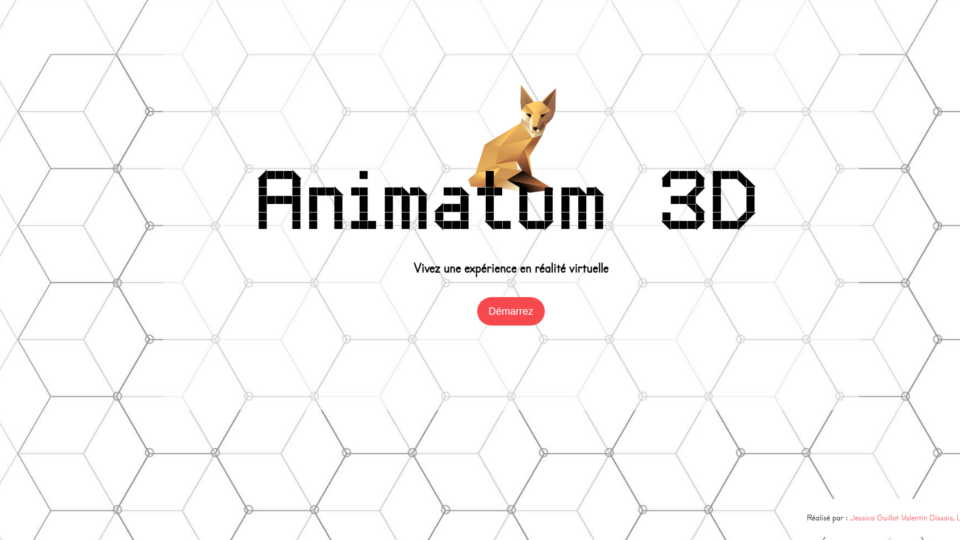 Animatum 3D
Vivez une expérience en réalité virtuelle
Démarrez
Réalisé par : Jessica Guillot Valentin Dissais, L